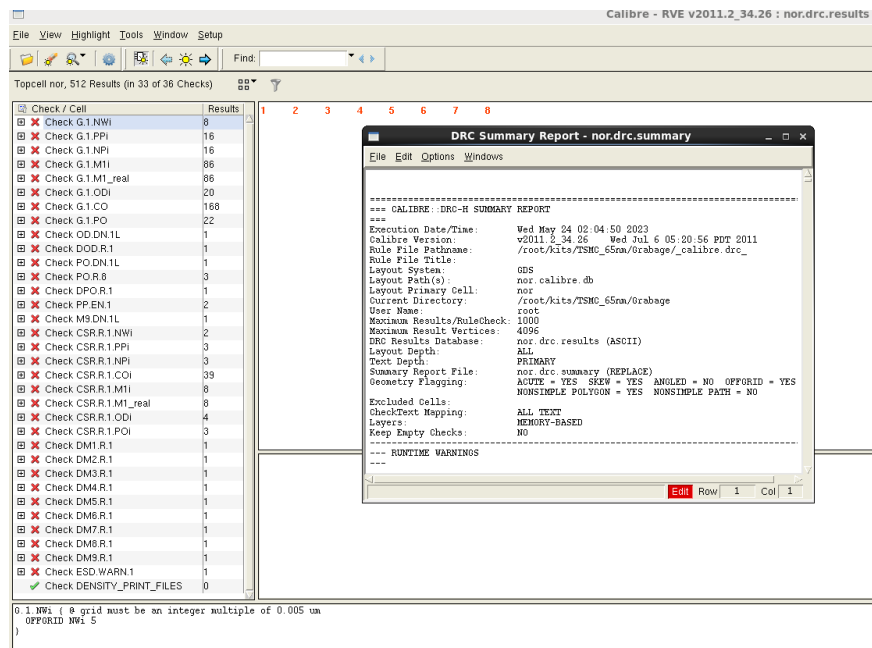 Calibre - RVE v2011.2_34.26 : nor.drc.results
File View Highlight Tools Window Setup
Find:
Topcell nor, 512 Results (in 33 of 36 Checks)
Check / Cell Results
Check G.1.NWi 8
Check G.1.PPi 16
Check G.1.NPi 16
Check G.1.M1i 86
Check G.1.M1_real 86
Check G.1.ODi 20
Check G.1.CO 168
Check G.1.PO 22
Check OD.DN.1L 1
Check DOD.R.1 1
Check PO.DN.1L 1
Check PO.R.8 3
Check DPO.R.1 1
Check PP.EN.1 2
Check M9.DN.1L 1
Check CSR.R.1.NWi 2
Check CSR.R.1.PPi 3
Check CSR.R.1.NPi 3
Check CSR.R.1.COi 39
Check CSR.R.1.M1i 8
Check CSR.R.1.M1_real 8
Check CSR.R.1.ODi 4
Check CSR.R.1.POi 3
Check DM1.R.1 1
Check DM2.R.1 1
Check DM3.R.1 1
Check DM4.R.1 1
Check DM5.R.1 1
Check DM6.R.1 1
Check DM7.R.1 1
Check DM8.R.1 1
Check DM9.R.1 1
Check ESD.WARN.1 1
Check DENSITY_PRINT_FILES 0
1 2 3 4 5 6 7 8
DRC Summary Report - nor.drc.summary
File Edit Options Windows
==================================================================================
=== CALIBRE::DRC-H SUMMARY REPORT
===
Execution Date/Time: Wed May 24 02:04:50 2023
Calibre Version: v2011.2_34.26 Wed Jul 6 05:20:56 PDT 2011
Rule File Pathname: /root/kits/TSMC_65nm/Grabage/_calibre.drc_
Rule File Title:
Layout System: GDS
Layout Path(s): nor.calibre.db
Layout Primary Cell: nor
Current Directory: /root/kits/TSMC_65nm/Grabage
User Name: root
Maximum Results/RuleCheck: 1000
Maximum Result Vertices: 4096
DRC Results Database: nor.drc.results (ASCII)
Layout Depth: ALL
Text Depth: PRIMARY
Summary Report File: nor.drc.summary (REPLACE)
Geometry Flagging: ACUTE = YES SKEW = YES ANGLED = NO OFFGRID = YES
NONSIMPLE POLYGON = YES NONSIMPLE PATH = NO
Excluded Cells:
CheckText Mapping: ALL TEXT
Layers: MEMORY-BASED
Keep Empty Checks: NO
----------------------------------------------------------------------------------
--- RUNTIME WARNINGS
---
Edit Row 1 Col 1
G.1.NWi { @ grid must be an integer multiple of 0.005 um
OFFGRID NWi 5
}